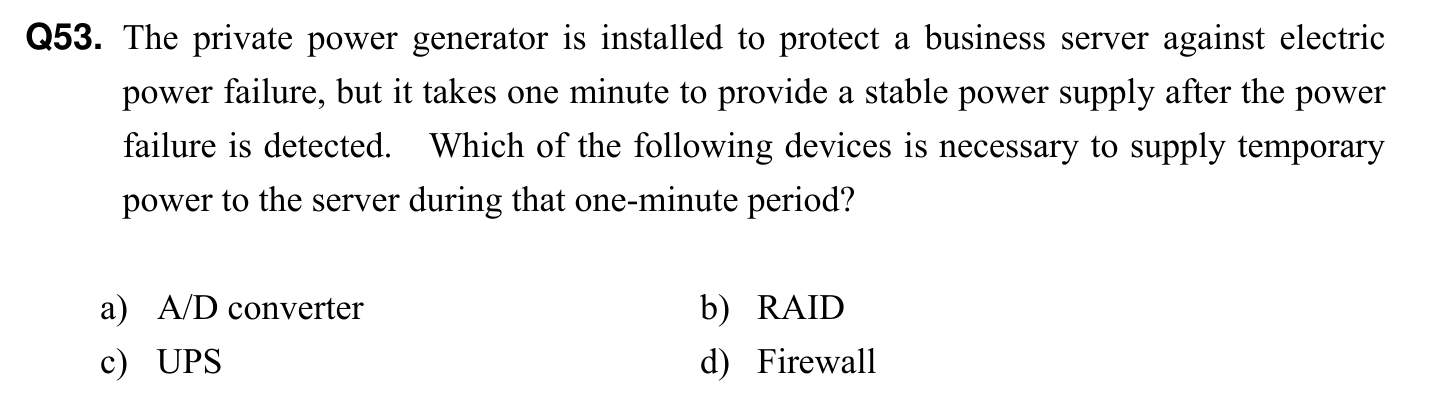 Q53. The private power generator is installed to protect a business server against electric
power failure, but it takes one minute to provide a stable power supply after the power
failure is detected. Which of the following devices is necessary to supply temporary
power to the server during that one-minute period?
a) A/D converter b) RAID
c) UPS d) Firewall